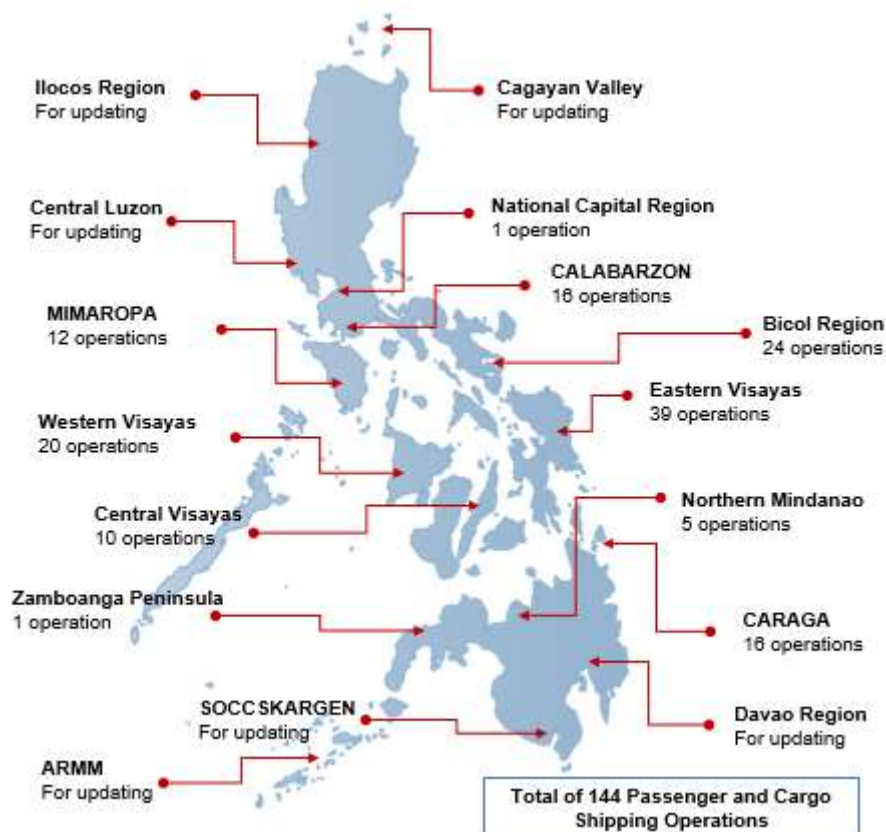 Ilocos Region
For updating
Cagayan Valley
For updating
Central Luzon
For updating
National Capital Region
1 operation
CALABARZON
16 operations
MIMAROPA
12 operations
Bicol Region
24 operations
Eastern Visayas
39 operations
Western Visayas
20 operations
Northern Mindanao
5 operations
Central Visayas
10 operations
Zamboanga Peninsula
1 operation
CARAGA
16 operations
SOCCSKARGEN
For updating
Davao Region
For updating
ARMM
For updating
Total of 144 Passenger and Cargo
Shipping Operations